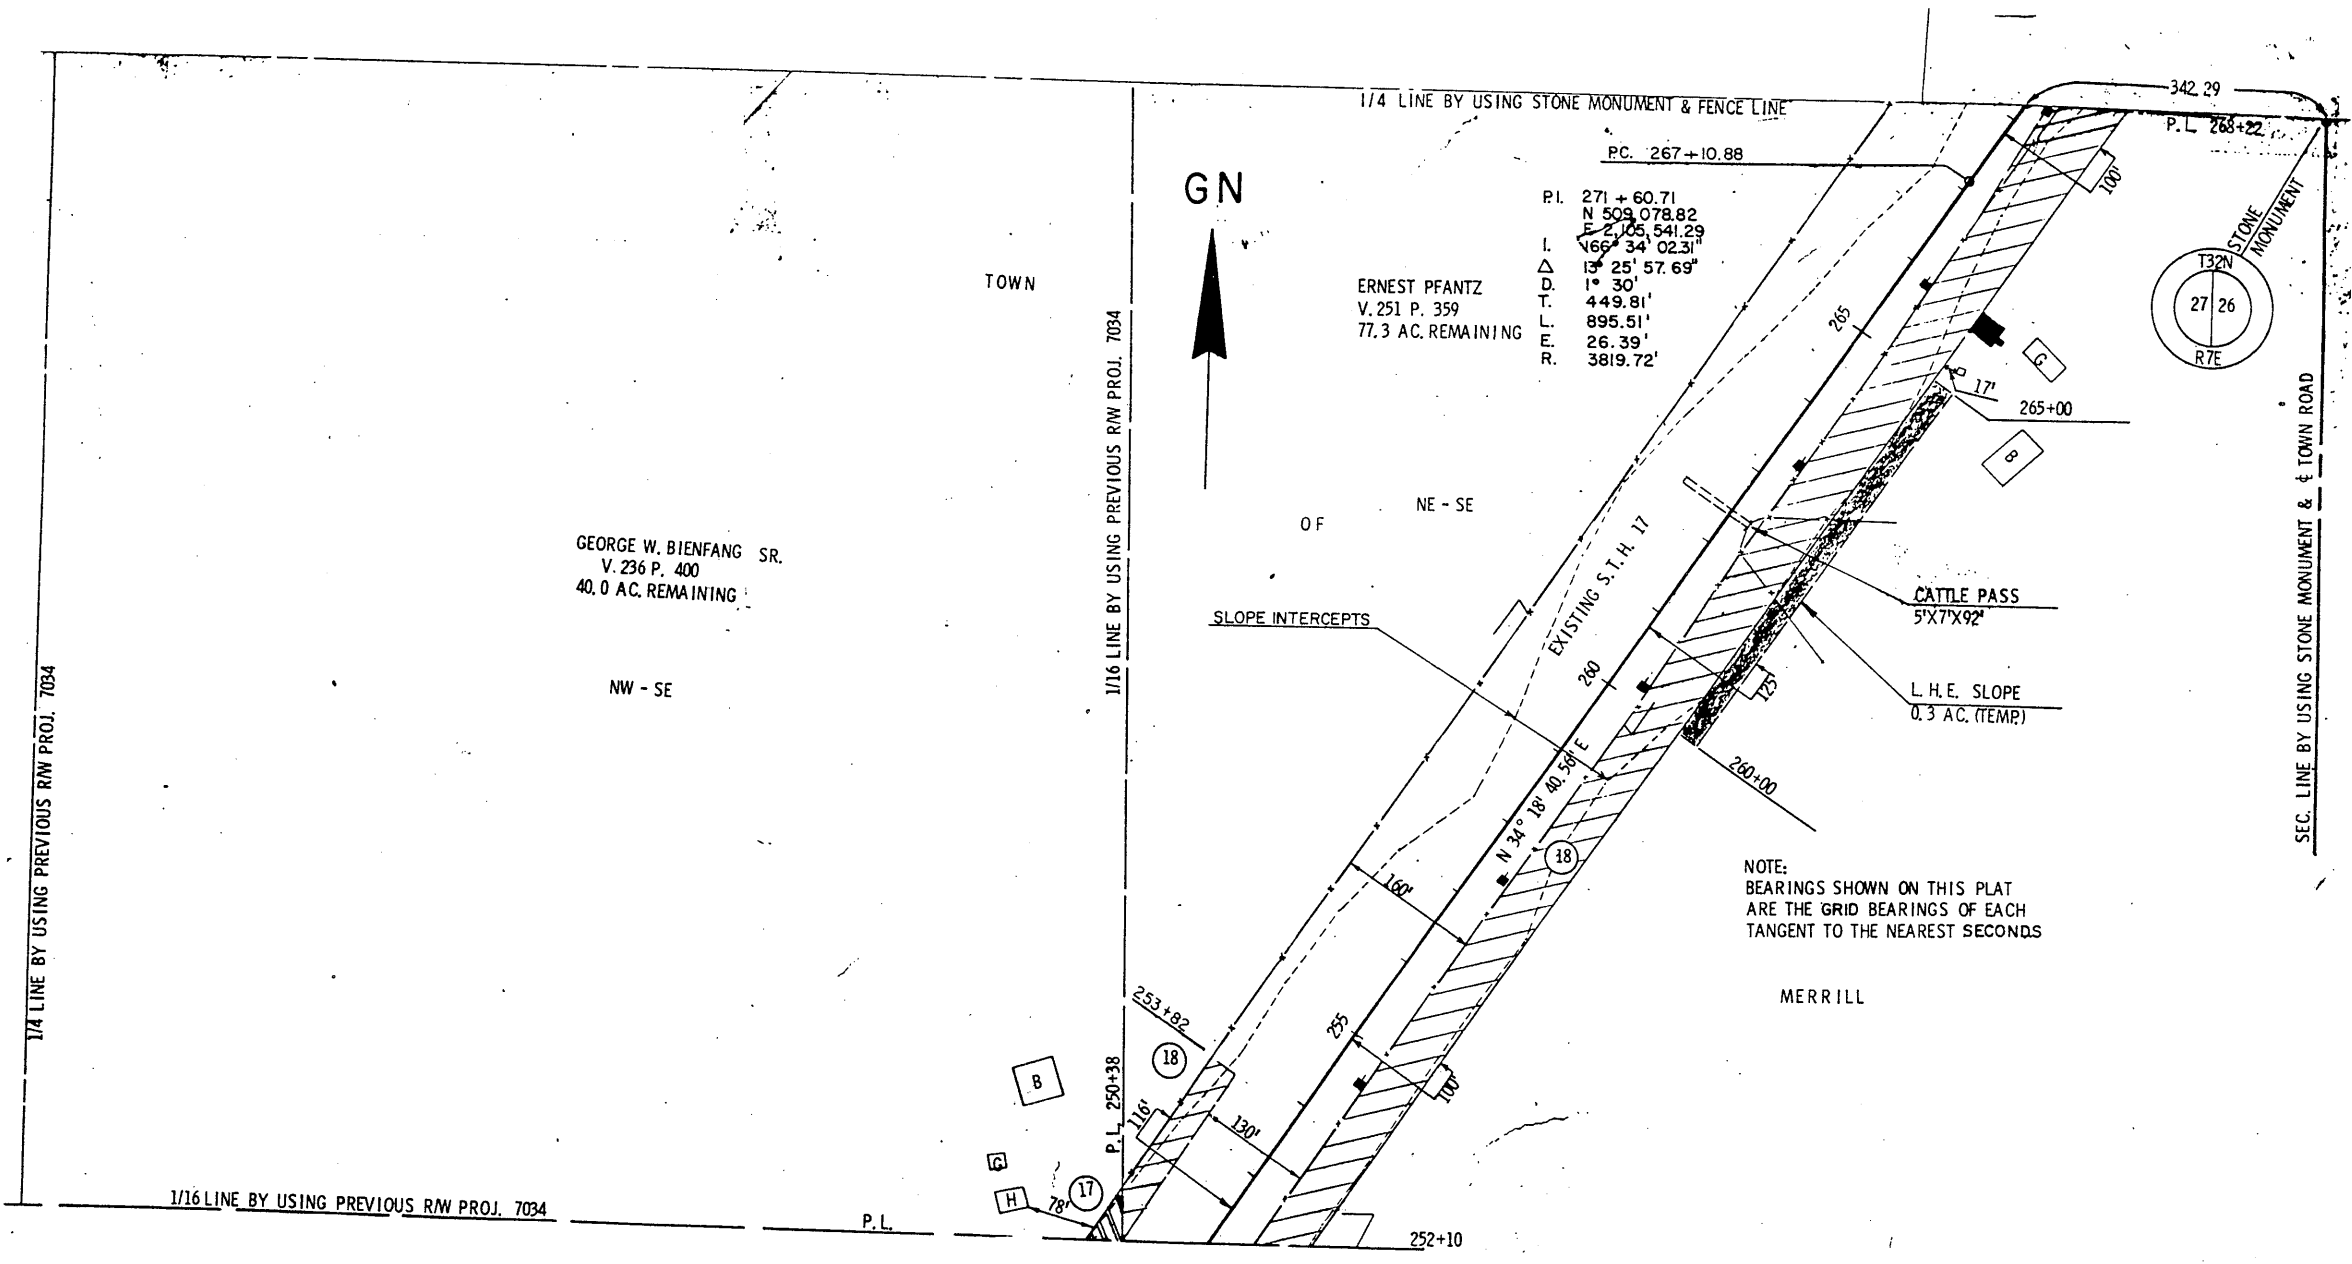 342.29
1/4 LINE BY USING STONE MONUMENT & FENCE LINE
P.L. 268+22
P.C. 267+10.88
100'
GN
P.I. 271 + 60.71
N 509,078.82
E 2,105,541.29
I. 166° 34' 02.31"
△ 13° 25' 57.69"
D. 1° 30'
T. 449.81'
L. 895.51'
E. 26.39'
R. 3819.72'
STONE
MONUMENT
T32N
27 26
R7E
TOWN
ERNEST PFANTZ
V. 251 P. 359
77.3 AC. REMAINING
265
G
17'
265+00
B
1/16 LINE BY USING PREVIOUS R/W PROJ. 7034
SEC. LINE BY USING STONE MONUMENT & ℄ TOWN ROAD
NE - SE
OF
GEORGE W. BIENFANG SR.
V. 236 P. 400
40.0 AC. REMAINING
EXISTING S.T.H. 17
CATTLE PASS
5'X7'X92'
SLOPE INTERCEPTS
260
125'
L.H.E. SLOPE
0.3 AC. (TEMP.)
NW - SE
1/4 LINE BY USING PREVIOUS R/W PROJ. 7034
260+00
N 34° 18' 40.56" E
18
160'
NOTE:
BEARINGS SHOWN ON THIS PLAT
ARE THE GRID BEARINGS OF EACH
TANGENT TO THE NEAREST SECONDS
MERRILL
253+82
255
18
B
P.L. 250+38
100'
116'
130'
G
H
78'
17
1/16 LINE BY USING PREVIOUS R/W PROJ. 7034
P.L.
252+10